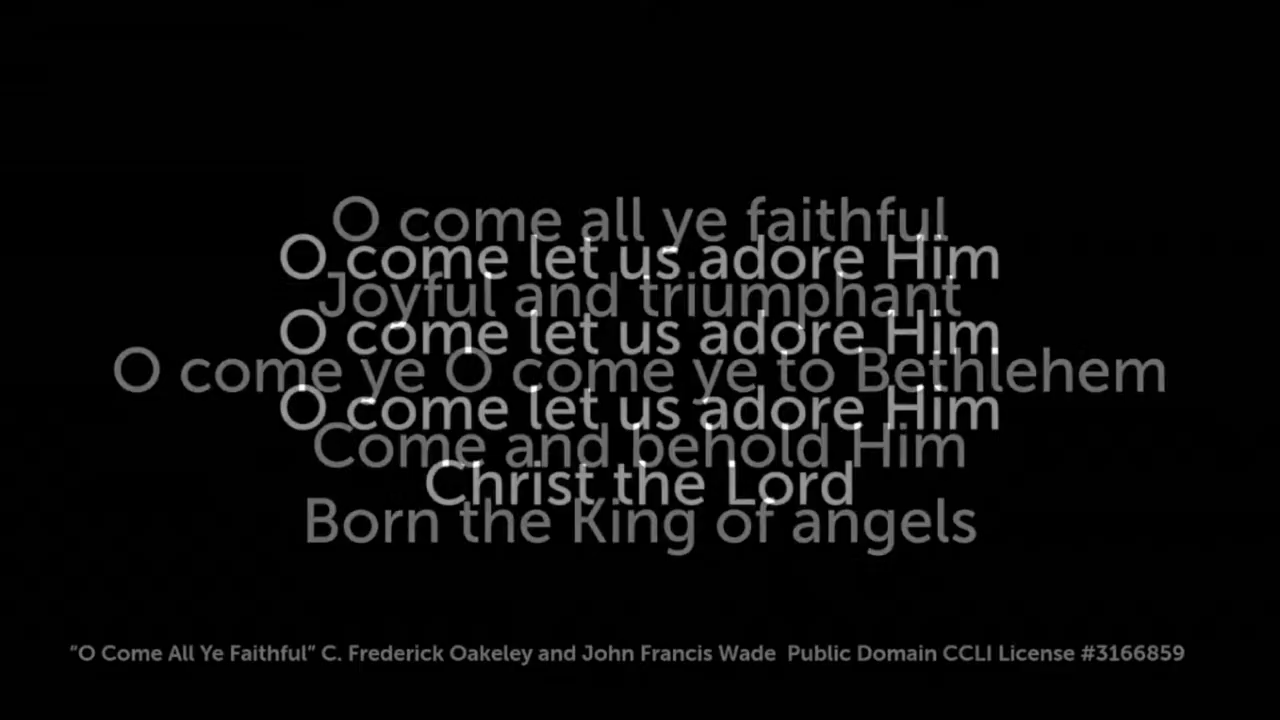 O come all ye faithful
O come let us adore Him
Joyful and triumphant
O come let us adore Him
O come ye O come ye to Bethlehem
O come let us adore Him
Come and behold Him
Christ the Lord
Born the King of angels
“O Come All Ye Faithful” C. Frederick Oakeley and John Francis Wade  Public Domain CCLI License #3166859